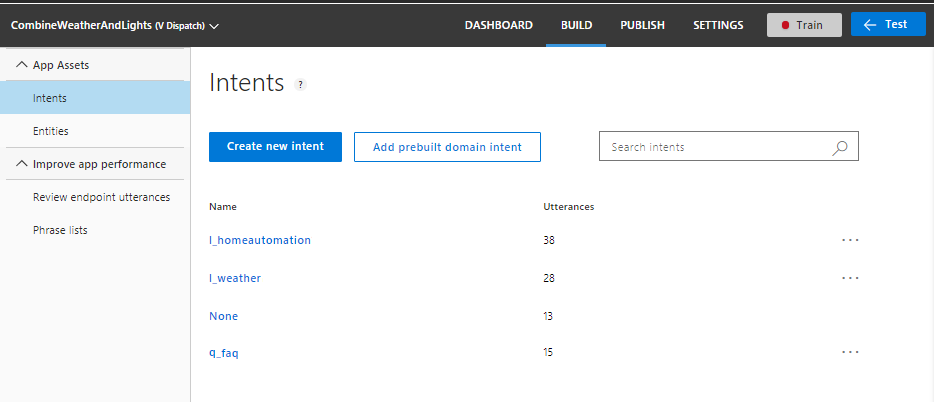 CombineWeatherAndLights (V Dispatch) DASHBOARD BUILD PUBLISH SETTINGS Train Test
App Assets
Intents
Entities
Improve app performance
Review endpoint utterances
Phrase lists
Intents ?
Create new intent Add prebuilt domain intent Search intents
Name Utterances
l_homeautomation 38 ...
l_weather 28 ...
None 13
q_faq 15 ...